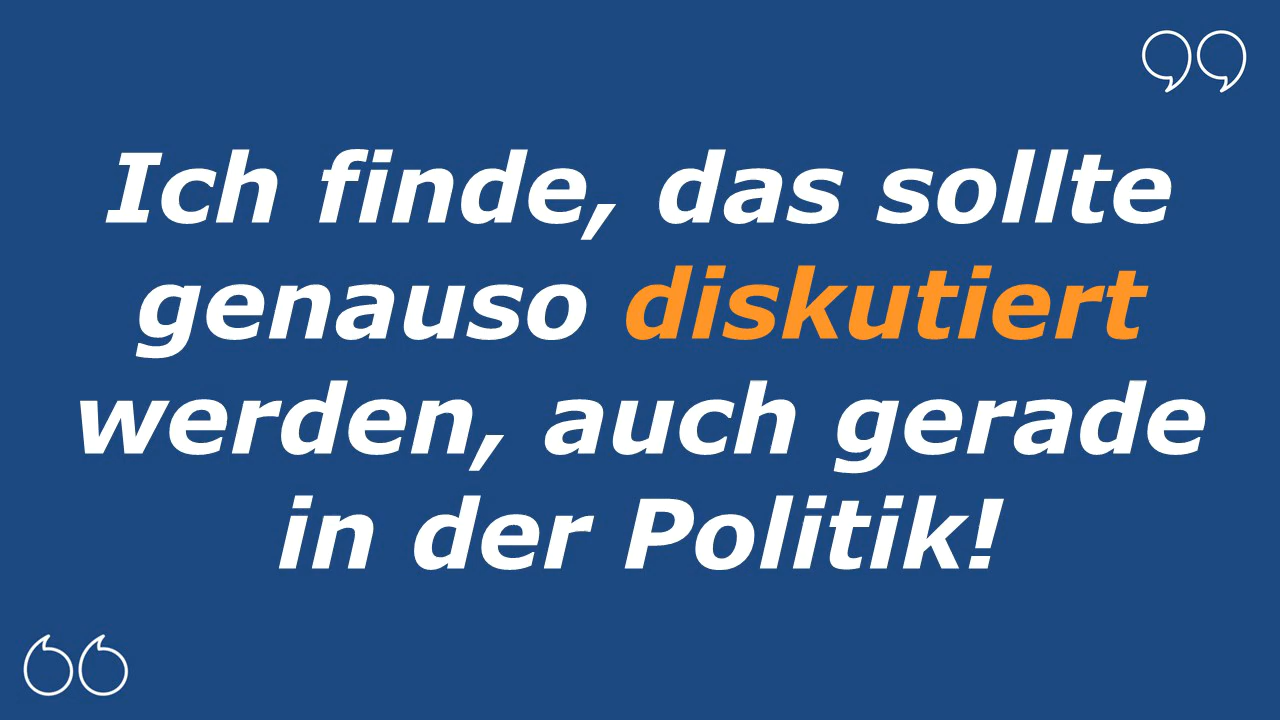 Ich finde, das sollte
genauso diskutiert
werden, auch gerade
in der Politik!